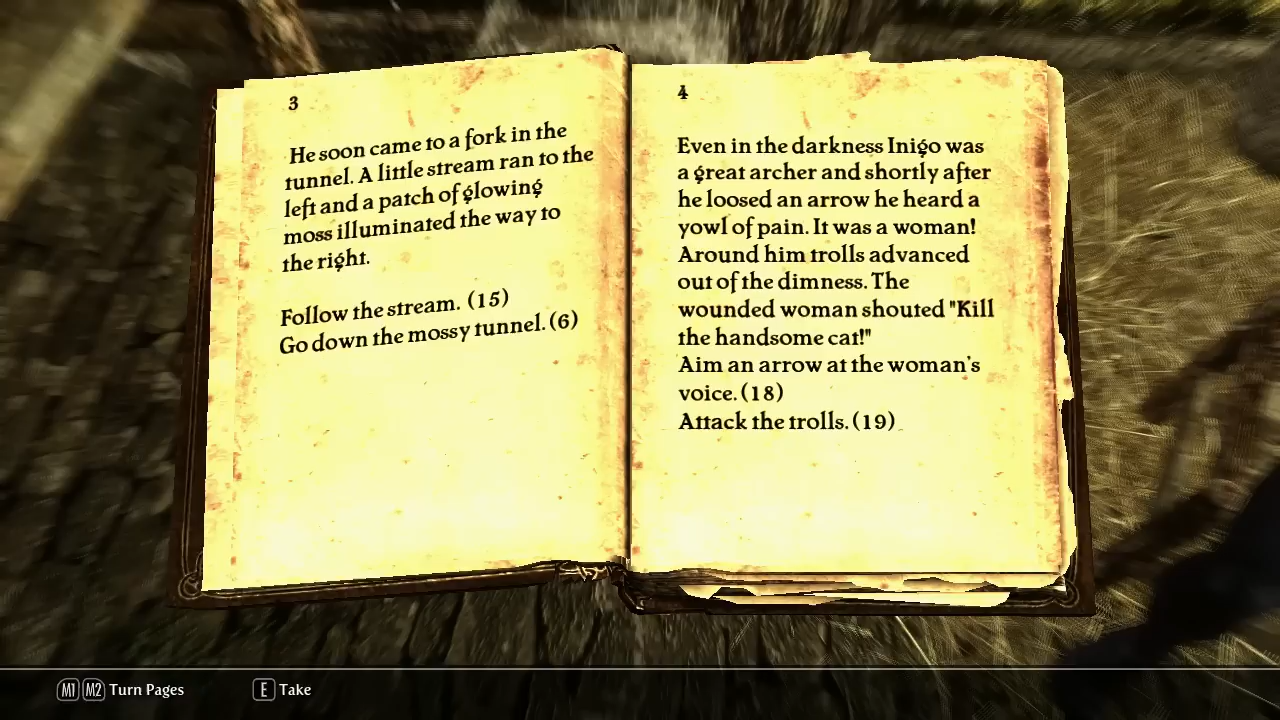 3
He soon came to a fork in the
tunnel. A little stream ran to the
left and a patch of glowing
moss illuminated the way to
the right.
Follow the stream. (15)
Go down the mossy tunnel. (6)
4
Even in the darkness Inigo was
a great archer and shortly after
he loosed an arrow he heard a
yowl of pain. It was a woman!
Around him trolls advanced
out of the dimness. The
wounded woman shouted "Kill
the handsome cat!"
Aim an arrow at the woman's
voice. (18)
Attack the trolls. (19)
M1 M2 Turn Pages
E Take